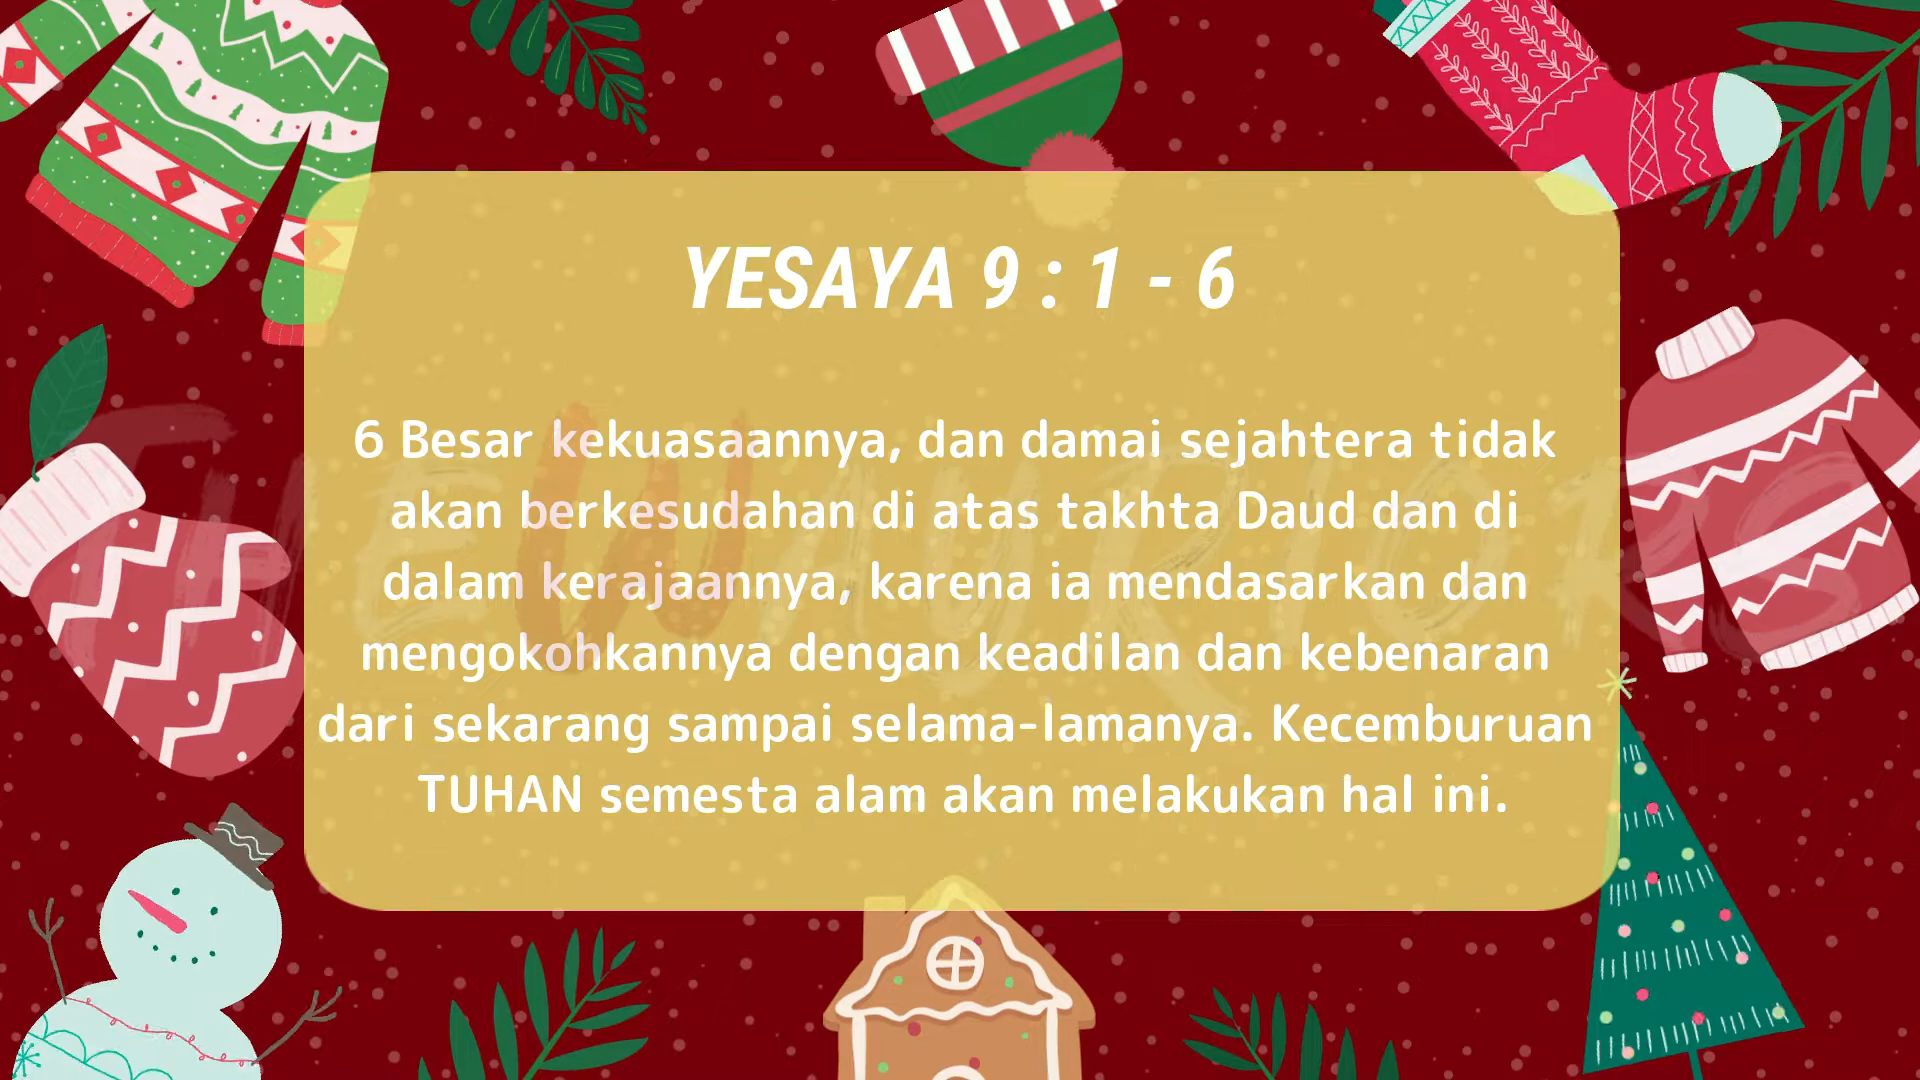 YESAYA 9 : 1 - 6
6 Besar kekuasaannya, dan damai sejahtera tidak
akan berkesudahan di atas takhta Daud dan di
dalam kerajaannya, karena ia mendasarkan dan
mengokohkannya dengan keadilan dan kebenaran
dari sekarang sampai selama-lamanya. Kecemburuan
TUHAN semesta alam akan melakukan hal ini.